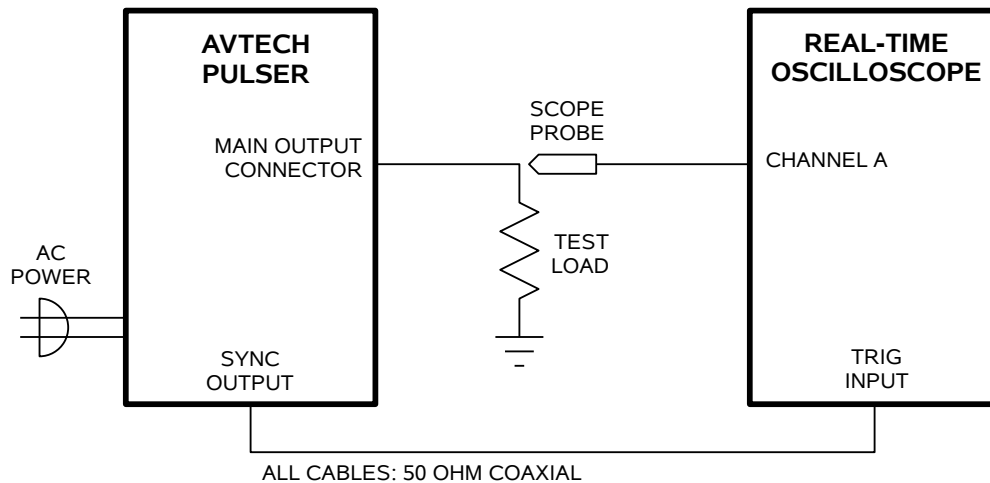 AVTECH
PULSER
REAL-TIME
OSCILLOSCOPE
SCOPE
PROBE
MAIN OUTPUT
CONNECTOR
CHANNEL A
TEST
LOAD
AC
POWER
SYNC
OUTPUT
TRIG
INPUT
ALL CABLES: 50 OHM COAXIAL